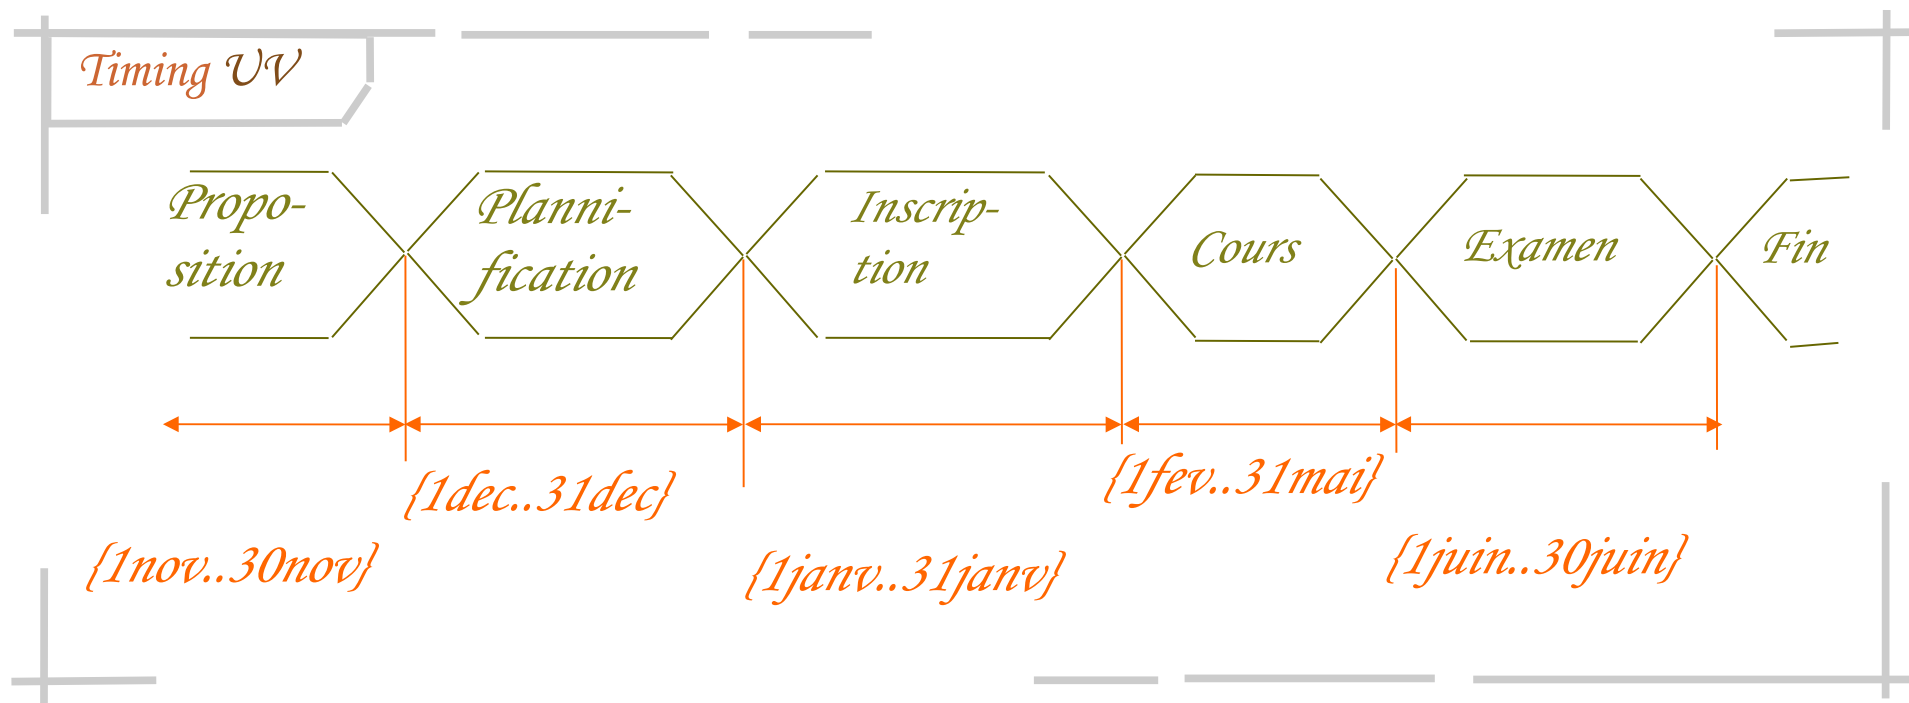 Timing UV
Propo-
sition
Planni-
fication
Inscrip-
tion
Cours
Examen
Fin
{1nov..30nov}
{1dec..31dec}
{1janv..31janv}
{1fev..31mai}
{1juin..30juin}